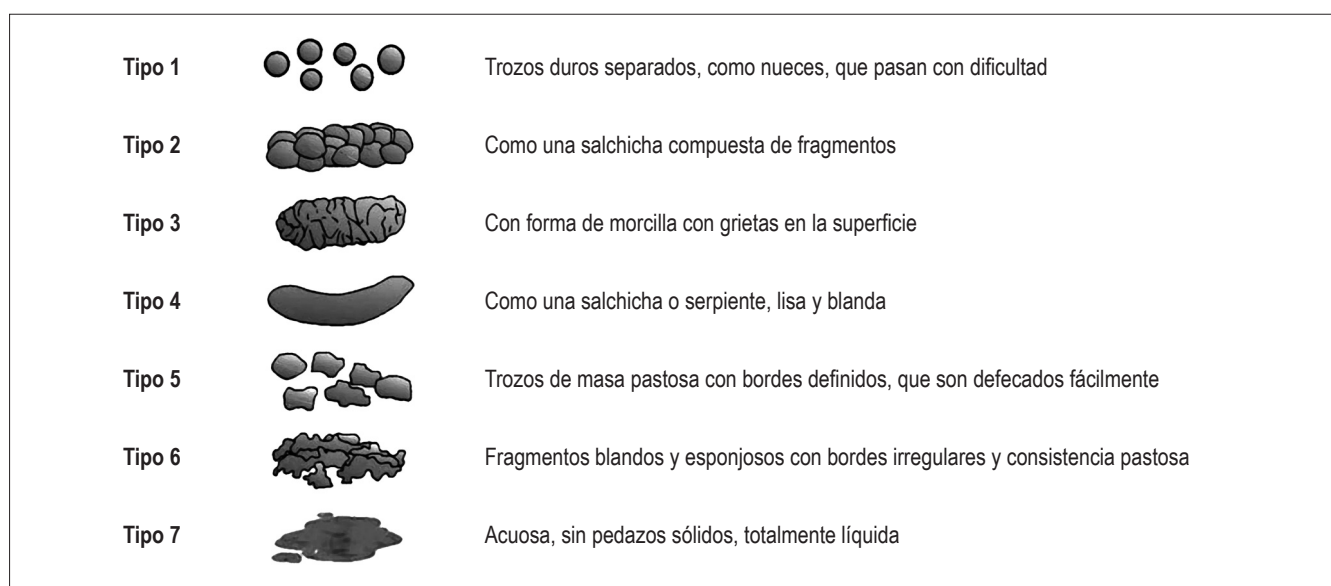 Tipo 1 Trozos duros separados, como nueces, que pasan con dificultad
Tipo 2 Como una salchicha compuesta de fragmentos
Tipo 3 Con forma de morcilla con grietas en la superficie
Tipo 4 Como una salchicha o serpiente, lisa y blanda
Tipo 5 Trozos de masa pastosa con bordes definidos, que son defecados fácilmente
Tipo 6 Fragmentos blandos y esponjosos con bordes irregulares y consistencia pastosa
Tipo 7 Acuosa, sin pedazos sólidos, totalmente líquida